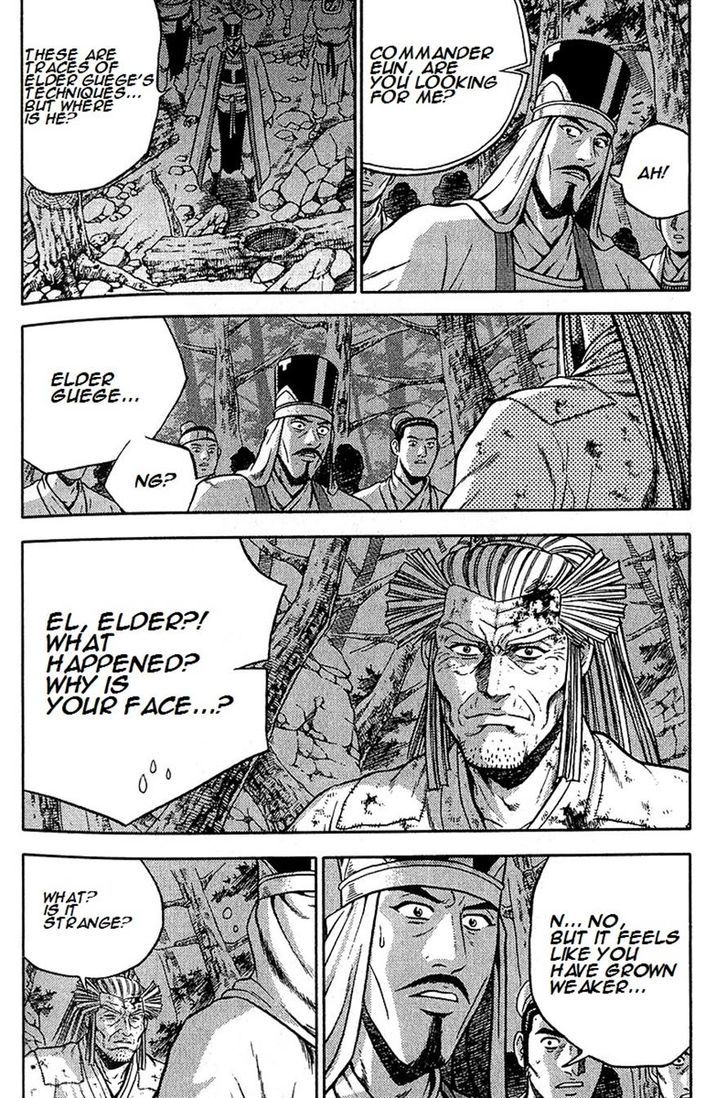 THESE ARE
TRACES OF
ELDER GUEGE'S
TECHNIQUES...
BUT WHERE
IS HE?
COMMANDER
EUN, ARE
YOU LOOKING
FOR ME?
AH!
ELDER
GUEGE...
NG?
EL, ELDER?!
WHAT
HAPPENED?
WHY IS
YOUR FACE...?
WHAT?
IS IT
STRANGE?
N... NO,
BUT IT FEELS
LIKE YOU
HAVE GROWN
WEAKER...